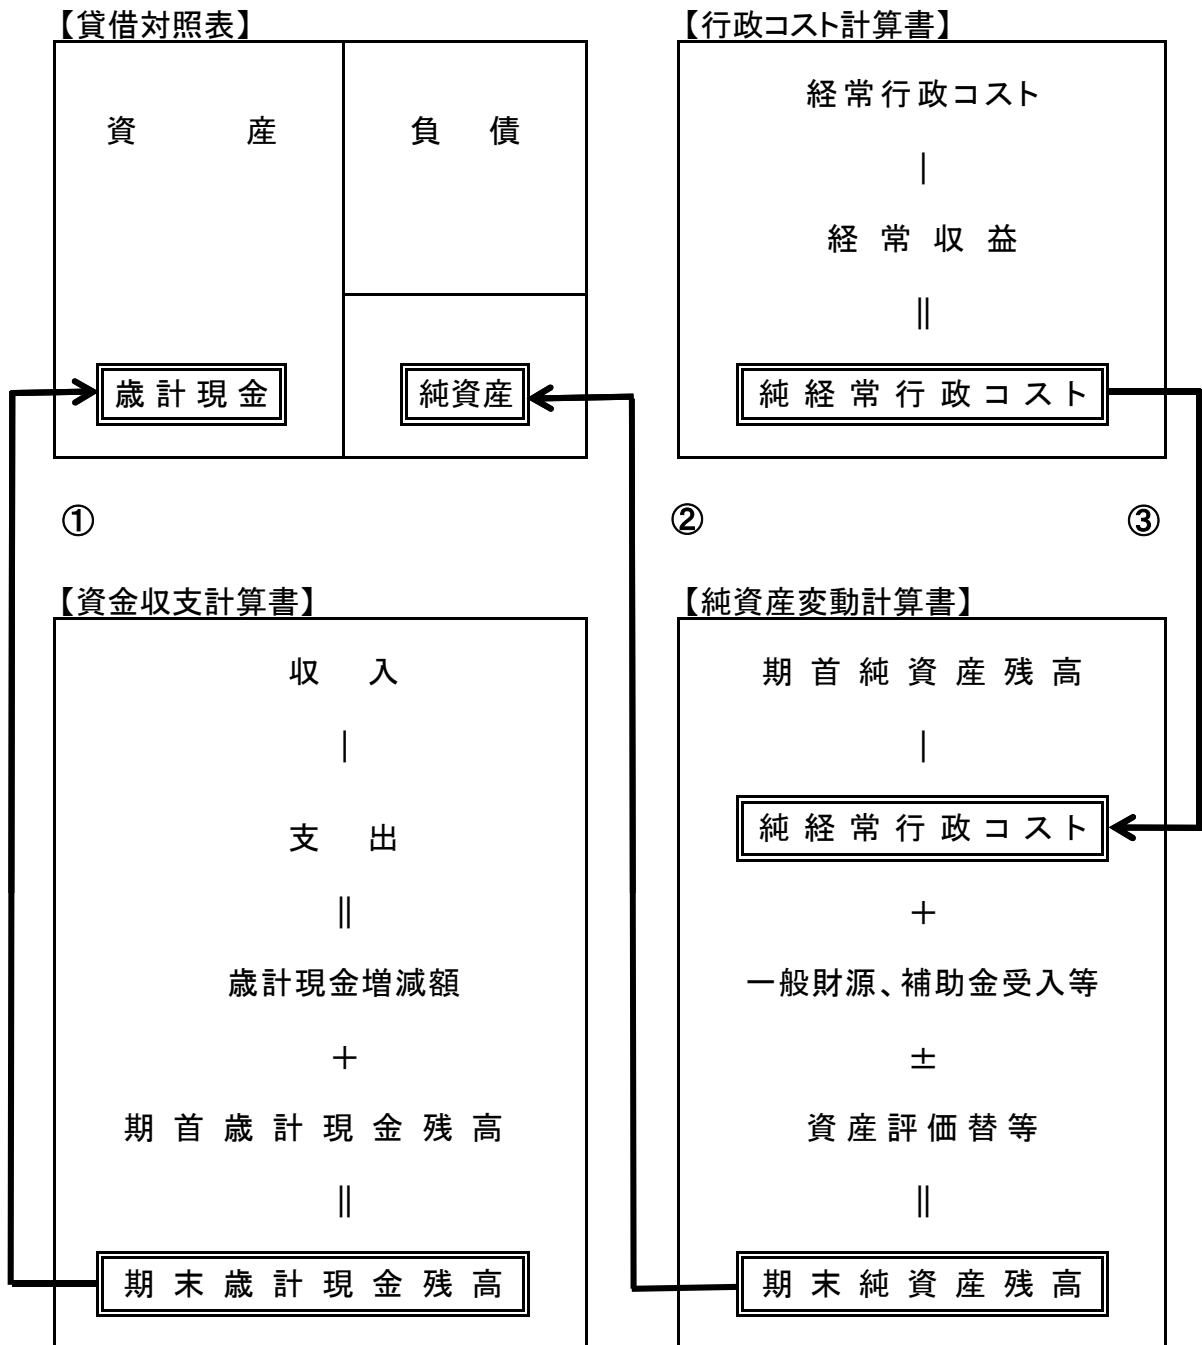 【貸借対照表】
資産
負債
歳計現金
純資産
【行政コスト計算書】
経常行政コスト
｜
経常収益
∥
純経常行政コスト
①
②
③
【資金収支計算書】
収入
｜
支出
∥
歳計現金増減額
＋
期首歳計現金残高
∥
期末歳計現金残高
【純資産変動計算書】
期首純資産残高
｜
純経常行政コスト
＋
一般財源、補助金受入等
±
資産評価替等
∥
期末純資産残高